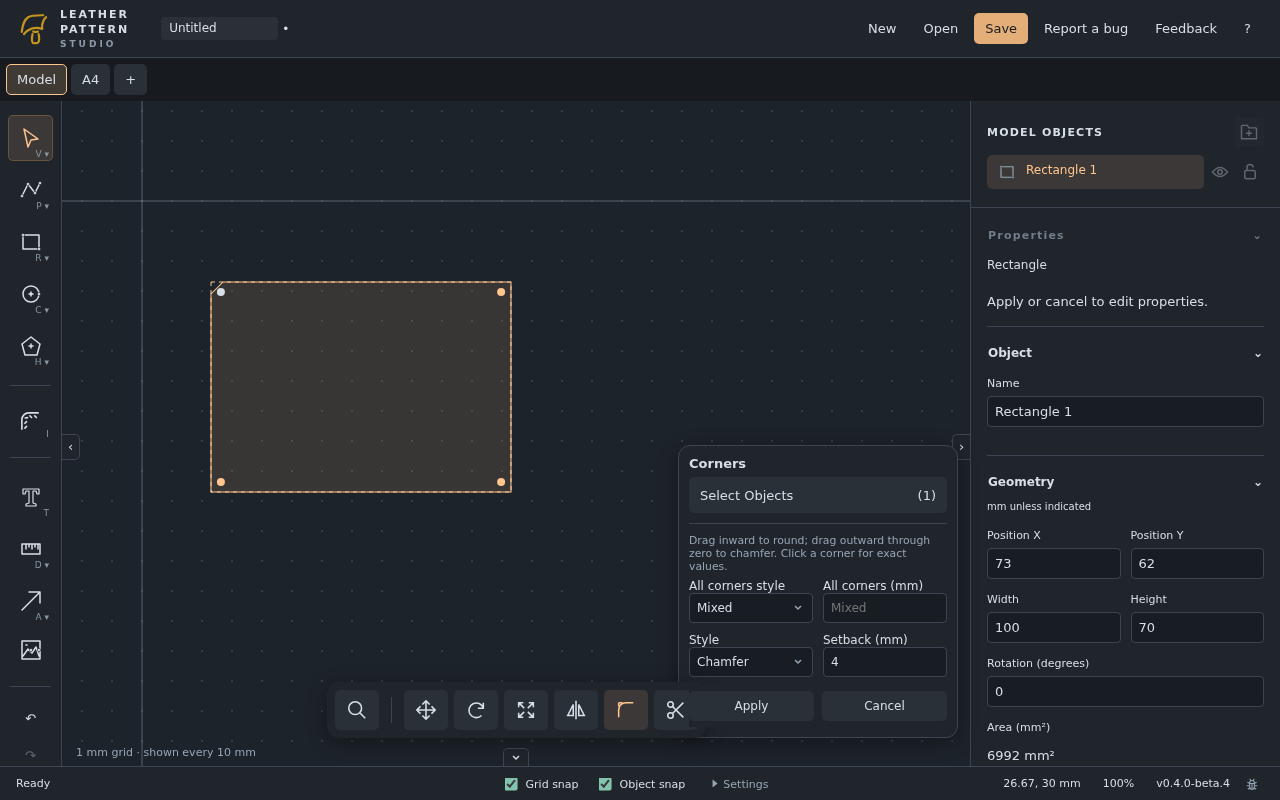 LEATHER
PATTERN
STUDIO
Untitled •
New
Open
Save
Report a bug
Feedback
?
Model
A4
+
V ▾
P ▾
R ▾
C ▾
H ▾
I
T
D ▾
A ▾
MODEL OBJECTS
Rectangle 1
Properties
Rectangle
Apply or cancel to edit properties.
Object
Name
Rectangle 1
Geometry
mm unless indicated
Position X
Position Y
73
62
Width
Height
100
70
Rotation (degrees)
0
Area (mm²)
6992 mm²
Corners
Select Objects (1)
Drag inward to round; drag outward through
zero to chamfer. Click a corner for exact
values.
All corners style
All corners (mm)
Mixed
Mixed
Style
Setback (mm)
Chamfer
4
Apply
Cancel
1 mm grid · shown every 10 mm
Ready
Grid snap
Object snap
Settings
26.67, 30 mm
100%
v0.4.0-beta.4